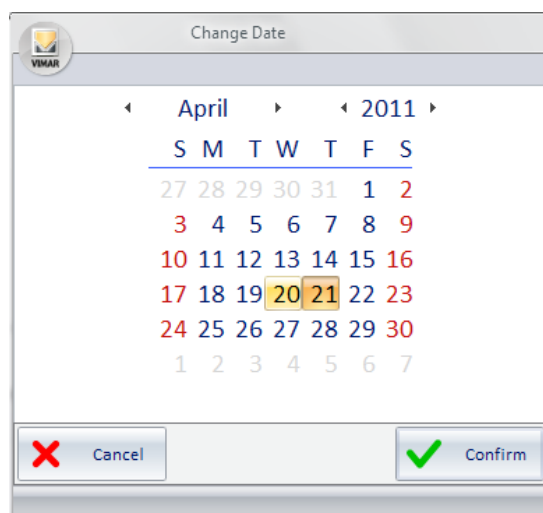 Change Date
VIMAR
April 2011
S M T W T F S
27 28 29 30 31 1 2
3 4 5 6 7 8 9
10 11 12 13 14 15 16
17 18 19 20 21 22 23
24 25 26 27 28 29 30
1 2 3 4 5 6 7
Cancel Confirm